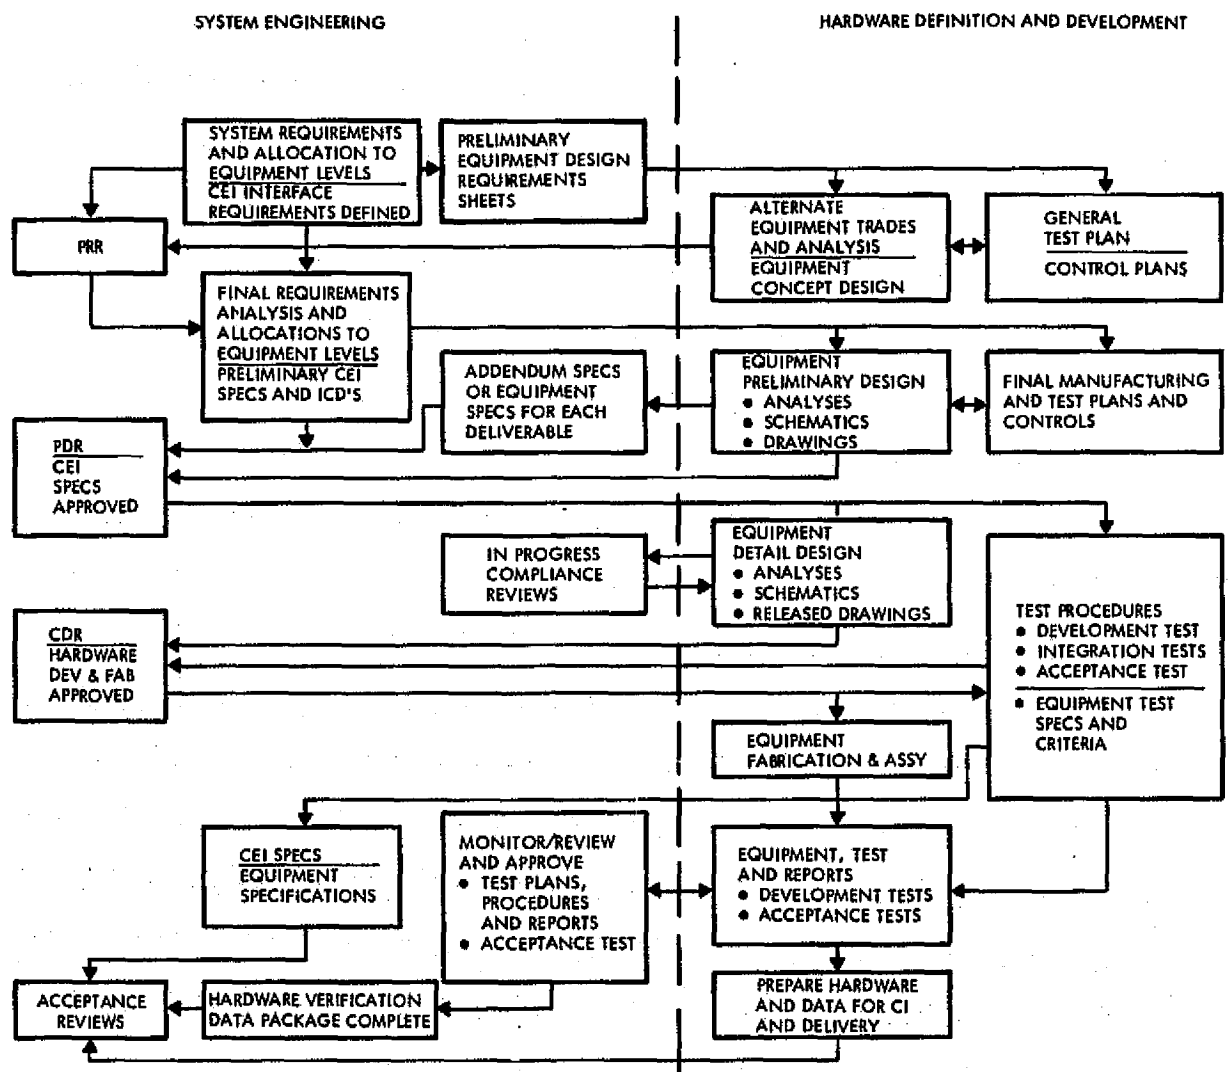 SYSTEM ENGINEERING
HARDWARE DEFINITION AND DEVELOPMENT
SYSTEM REQUIREMENTS
AND ALLOCATION TO
EQUIPMENT LEVELS
CEI INTERFACE
REQUIREMENTS DEFINED
PRELIMINARY
EQUIPMENT DESIGN
REQUIREMENTS
SHEETS
PRR
ALTERNATE
EQUIPMENT TRADES
AND ANALYSIS
EQUIPMENT
CONCEPT DESIGN
GENERAL
TEST PLAN
CONTROL PLANS
FINAL REQUIREMENTS
ANALYSIS AND
ALLOCATIONS TO
EQUIPMENT LEVELS
PRELIMINARY CEI
SPECS AND ICD'S
ADDENDUM SPECS
OR EQUIPMENT
SPECS FOR EACH
DELIVERABLE
EQUIPMENT
PRELIMINARY DESIGN
● ANALYSES
● SCHEMATICS
● DRAWINGS
FINAL MANUFACTURING
AND TEST PLANS AND
CONTROLS
PDR
CEI
SPECS
APPROVED
IN PROGRESS
COMPLIANCE
REVIEWS
EQUIPMENT
DETAIL DESIGN
● ANALYSES
● SCHEMATICS
● RELEASED DRAWINGS
TEST PROCEDURES
● DEVELOPMENT TEST
● INTEGRATION TESTS
● ACCEPTANCE TEST
● EQUIPMENT TEST
SPECS AND
CRITERIA
CDR
HARDWARE
DEV & FAB
APPROVED
EQUIPMENT
FABRICATION & ASSY
CEI SPECS
EQUIPMENT
SPECIFICATIONS
MONITOR/REVIEW
AND APPROVE
● TEST PLANS,
PROCEDURES
AND REPORTS
● ACCEPTANCE TEST
EQUIPMENT, TEST
AND REPORTS
● DEVELOPMENT TESTS
● ACCEPTANCE TESTS
ACCEPTANCE
REVIEWS
HARDWARE VERIFICATION
DATA PACKAGE COMPLETE
PREPARE HARDWARE
AND DATA FOR CI
AND DELIVERY